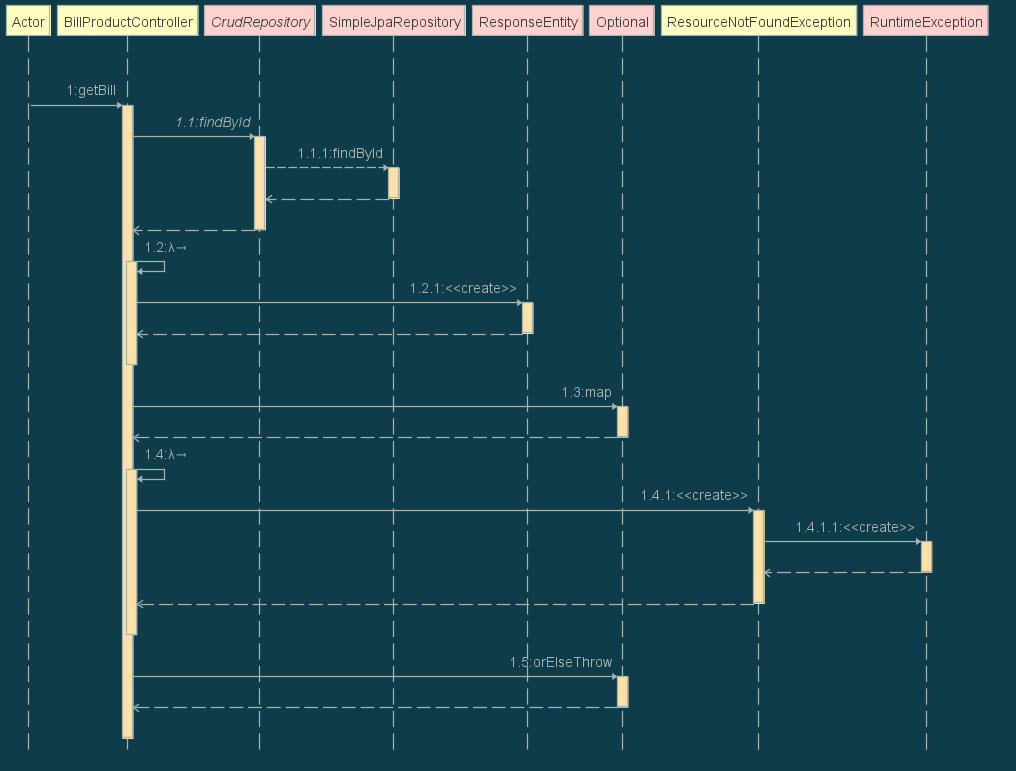 Actor
BillProductController
CrudRepository
SimpleJpaRepository
ResponseEntity
Optional
ResourceNotFoundException
RuntimeException
1:getBill
1.1:findById
1.1.1:findById
1.2:λ→
1.2.1:<<create>>
1.3:map
1.4:λ→
1.4.1:<<create>>
1.4.1.1:<<create>>
1.5:orElseThrow